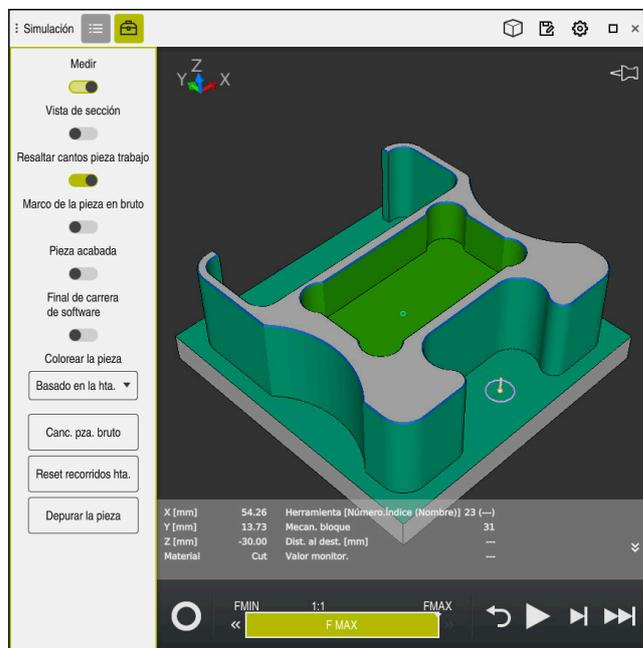 Simulación
Medir
Vista de sección
Resaltar cantos pieza trabajo
Marco de la pieza en bruto
Pieza acabada
Final de carrera
de software
Colorear la pieza
Basado en la hta.
Canc. pza. bruto
Reset recorridos hta.
Depurar la pieza
Z
Y X
X [mm] 54.26 Herramienta [Número.Índice (Nombre)] 23 (---)
Y [mm] 13.73 Mecan. bloque 31
Z [mm] -30.00 Dist. al dest. [mm] ---
Material Cut Valor monitor. ---
FMIN 1:1 FMAX
F MAX